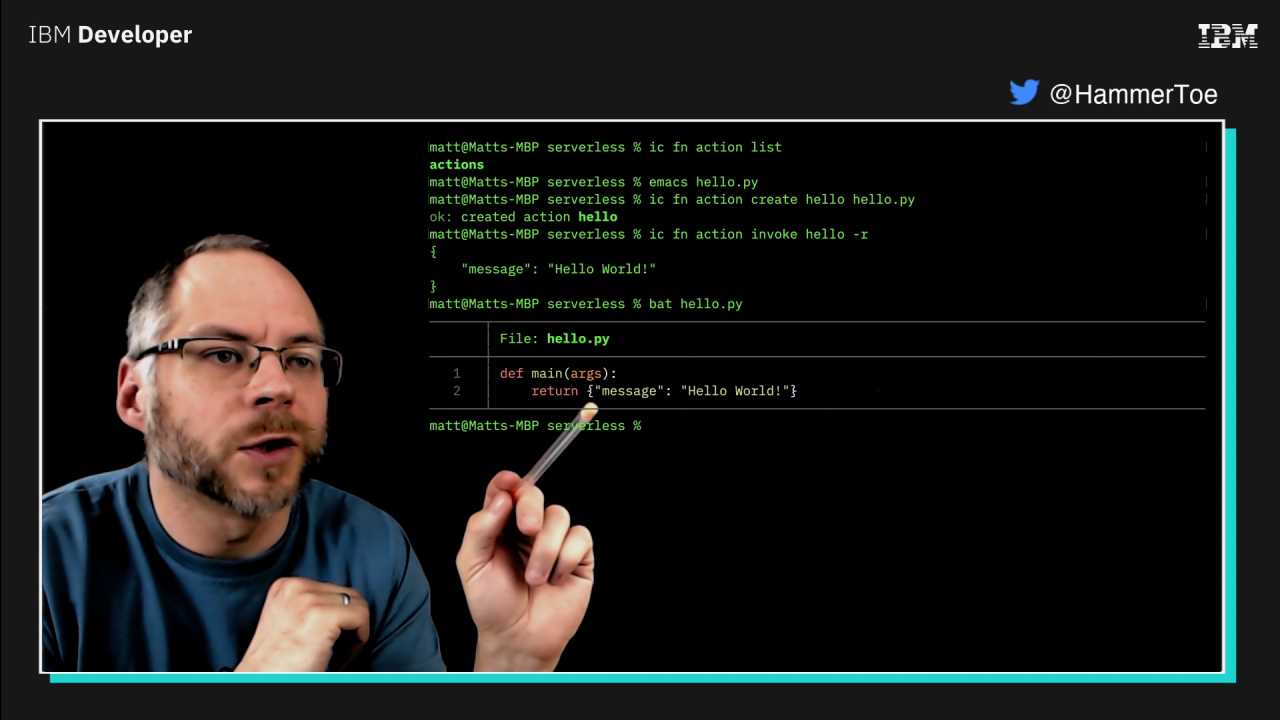 IBM Developer
IBM
@HammerToe
matt@Matts-MBP serverless % ic fn action list
actions
matt@Matts-MBP serverless % emacs hello.py
matt@Matts-MBP serverless % ic fn action create hello hello.py
ok: created action hello
matt@Matts-MBP serverless % ic fn action invoke hello -r
{
    "message": "Hello World!"
}
matt@Matts-MBP serverless % bat hello.py
File: hello.py
1 def main(args):
2     return {"message": "Hello World!"}
matt@Matts-MBP serverless %